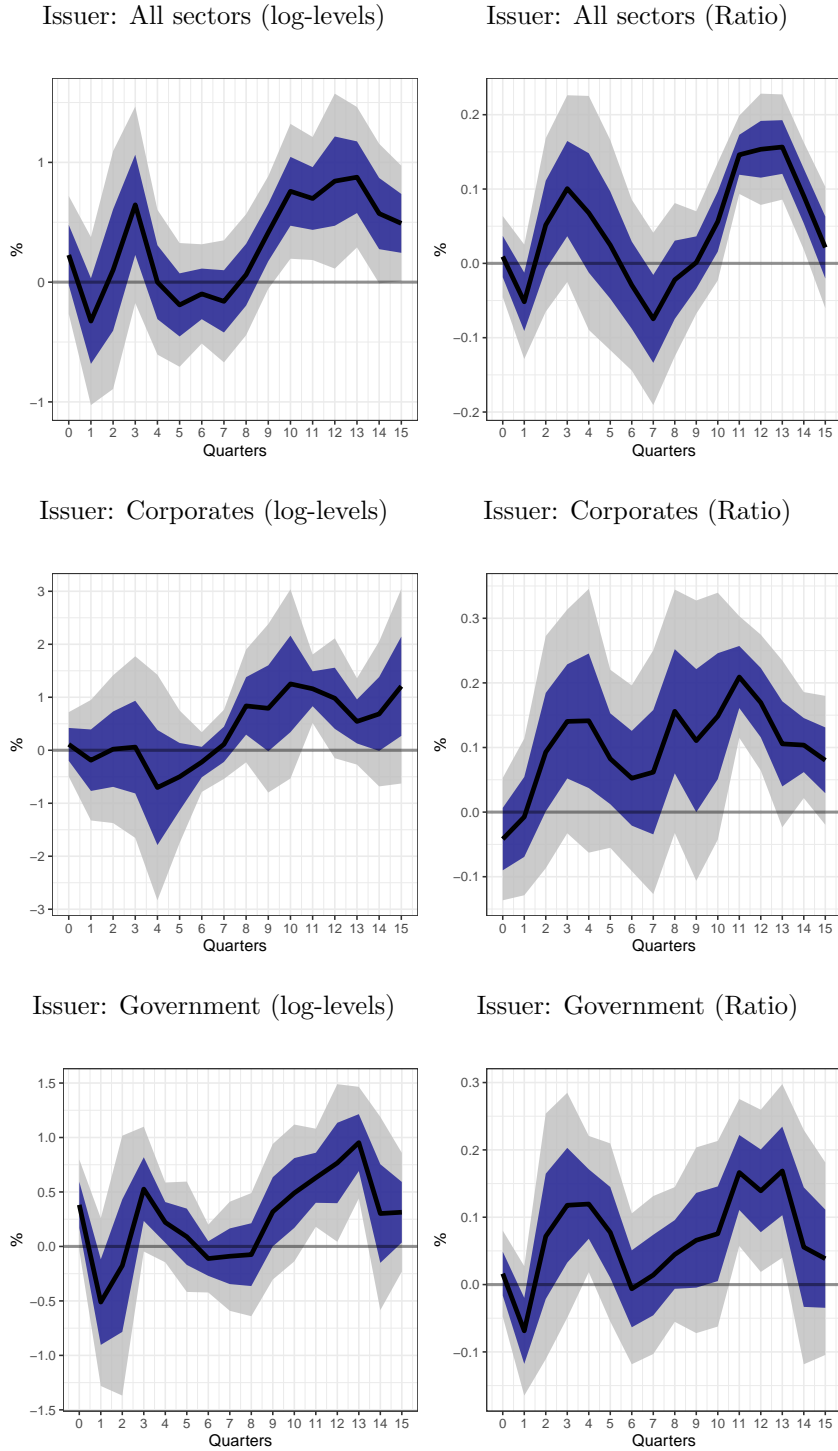 Issuer: All sectors (log-levels)
Issuer: All sectors (Ratio)
%
1
0
−1
0 1 2 3 4 5 6 7 8 9 10 11 12 13 14 15
Quarters
%
0.2
0.1
0.0
−0.1
−0.2
0 1 2 3 4 5 6 7 8 9 10 11 12 13 14 15
Quarters
Issuer: Corporates (log-levels)
Issuer: Corporates (Ratio)
%
3
2
1
0
−1
−2
−3
0 1 2 3 4 5 6 7 8 9 10 11 12 13 14 15
Quarters
%
0.3
0.2
0.1
0.0
−0.1
0 1 2 3 4 5 6 7 8 9 10 11 12 13 14 15
Quarters
Issuer: Government (log-levels)
Issuer: Government (Ratio)
%
1.5
1.0
0.5
0.0
−0.5
−1.0
−1.5
0 1 2 3 4 5 6 7 8 9 10 11 12 13 14 15
Quarters
%
0.3
0.2
0.1
0.0
−0.1
0 1 2 3 4 5 6 7 8 9 10 11 12 13 14 15
Quarters